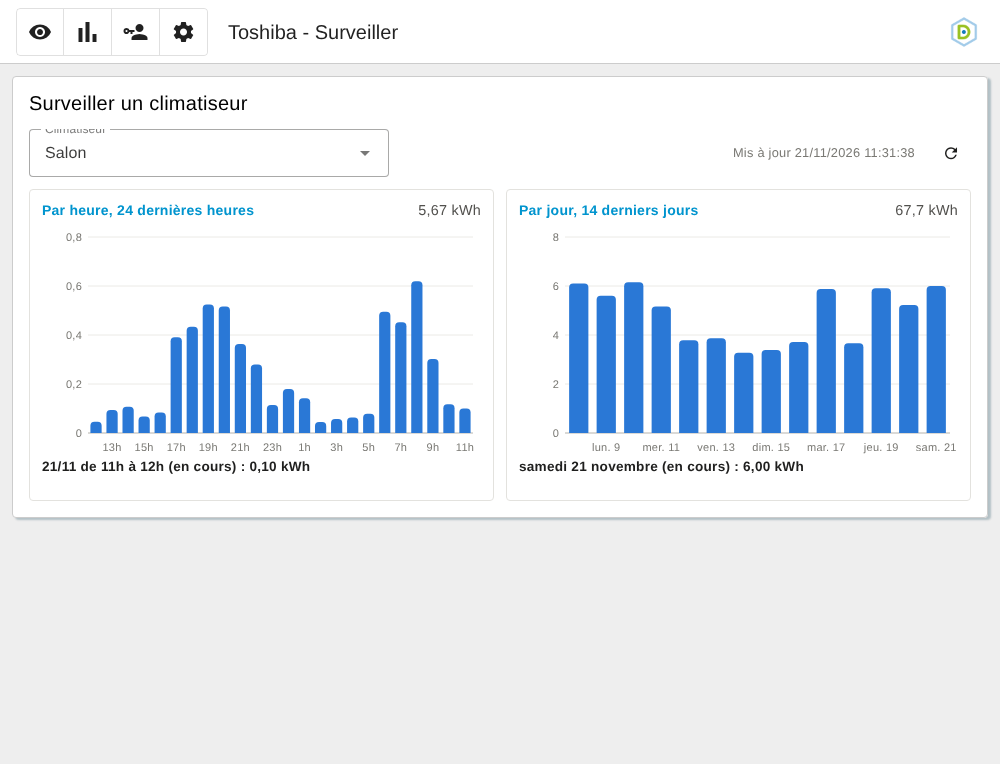 Toshiba - Surveiller
Surveiller un climatiseur
Climatiseur
Salon
Mis à jour 21/11/2026 11:31:38
Par heure, 24 dernières heures
5,67 kWh
0,8
0,6
0,4
0,2
0
13h 15h 17h 19h 21h 23h 1h 3h 5h 7h 9h 11h
21/11 de 11h à 12h (en cours) : 0,10 kWh
Par jour, 14 derniers jours
67,7 kWh
8
6
4
2
0
lun. 9 mer. 11 ven. 13 dim. 15 mar. 17 jeu. 19 sam. 21
samedi 21 novembre (en cours) : 6,00 kWh